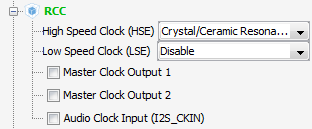 RCC
High Speed Clock (HSE) Crystal/Ceramic Resona...
Low Speed Clock (LSE) Disable
Master Clock Output 1
Master Clock Output 2
Audio Clock Input (I2S_CKIN)